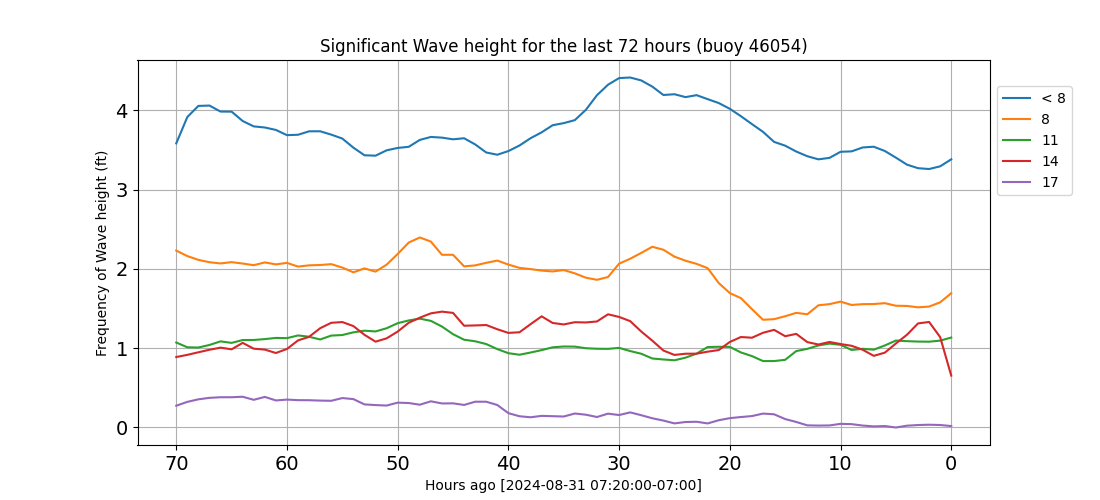 Significant Wave height for the last 72 hours (buoy 46054)
Frequency of Wave height (ft)
4
3
2
1
0
70 60 50 40 30 20 10 0
Hours ago [2024-08-31 07:20:00-07:00]
< 8
8
11
14
17